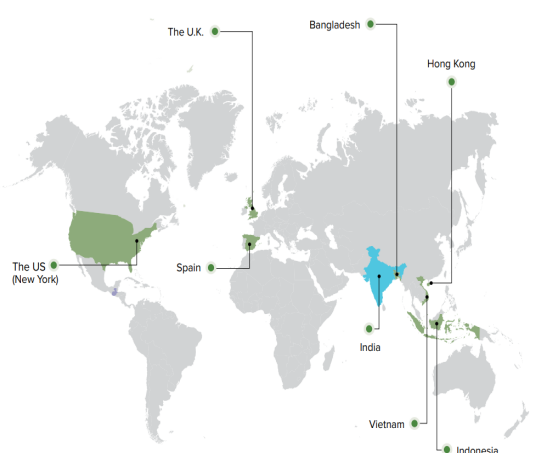 The U.K.
Bangladesh
Hong Kong
The US
(New York)
Spain
India
Vietnam
Indonesia